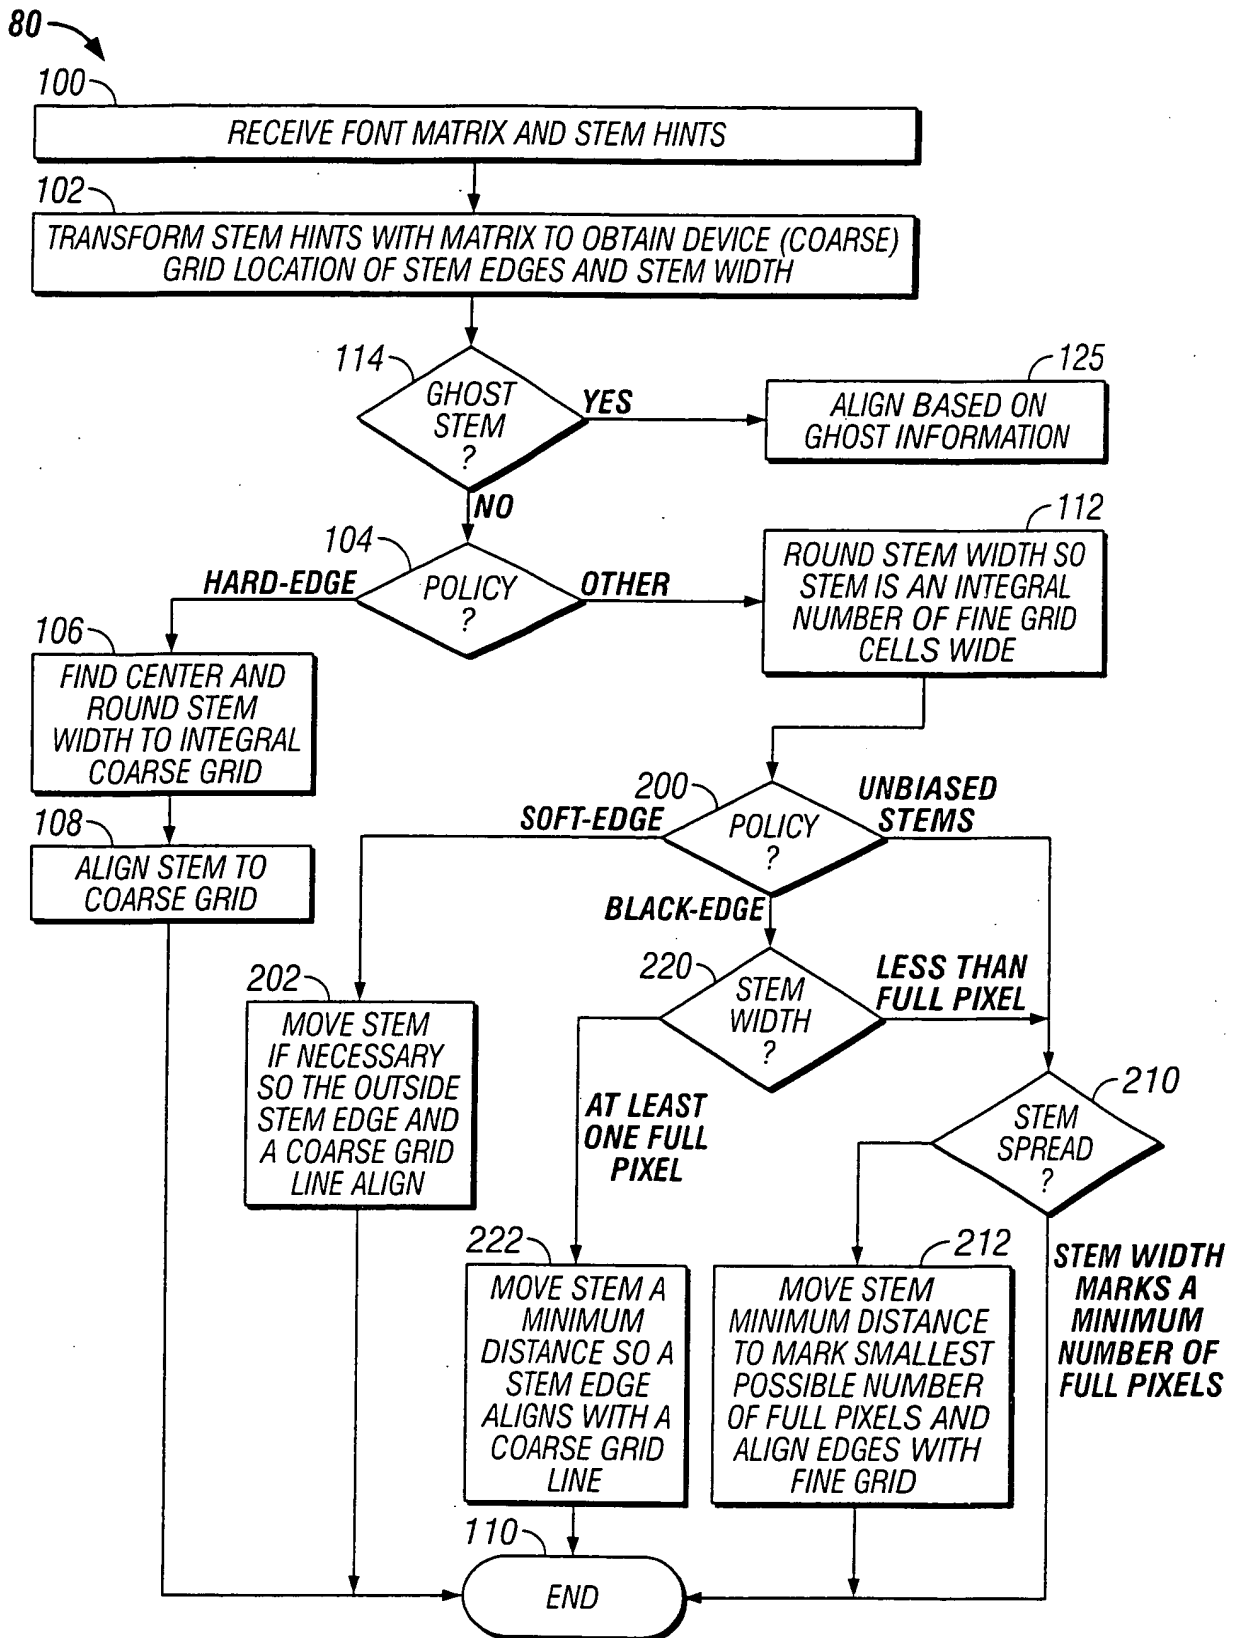 80
100
RECEIVE FONT MATRIX AND STEM HINTS
102
TRANSFORM STEM HINTS WITH MATRIX TO OBTAIN DEVICE (COARSE)
GRID LOCATION OF STEM EDGES AND STEM WIDTH
114
GHOST
STEM
?
YES
125
ALIGN BASED ON
GHOST INFORMATION
NO
104
POLICY
?
HARD-EDGE
OTHER
112
ROUND STEM WIDTH SO
STEM IS AN INTEGRAL
NUMBER OF FINE GRID
CELLS WIDE
106
FIND CENTER AND
ROUND STEM
WIDTH TO INTEGRAL
COARSE GRID
108
ALIGN STEM TO
COARSE GRID
200
POLICY
?
SOFT-EDGE
UNBIASED
STEMS
BLACK-EDGE
220
STEM
WIDTH
?
LESS THAN
FULL PIXEL
202
MOVE STEM
IF NECESSARY
SO THE OUTSIDE
STEM EDGE AND
A COARSE GRID
LINE ALIGN
AT LEAST
ONE FULL
PIXEL
210
STEM
SPREAD
?
222
MOVE STEM A
MINIMUM
DISTANCE SO A
STEM EDGE
ALIGNS WITH A
COARSE GRID
LINE
212
MOVE STEM
MINIMUM DISTANCE
TO MARK SMALLEST
POSSIBLE NUMBER
OF FULL PIXELS AND
ALIGN EDGES WITH
FINE GRID
STEM WIDTH
MARKS A
MINIMUM
NUMBER OF
FULL PIXELS
110
END